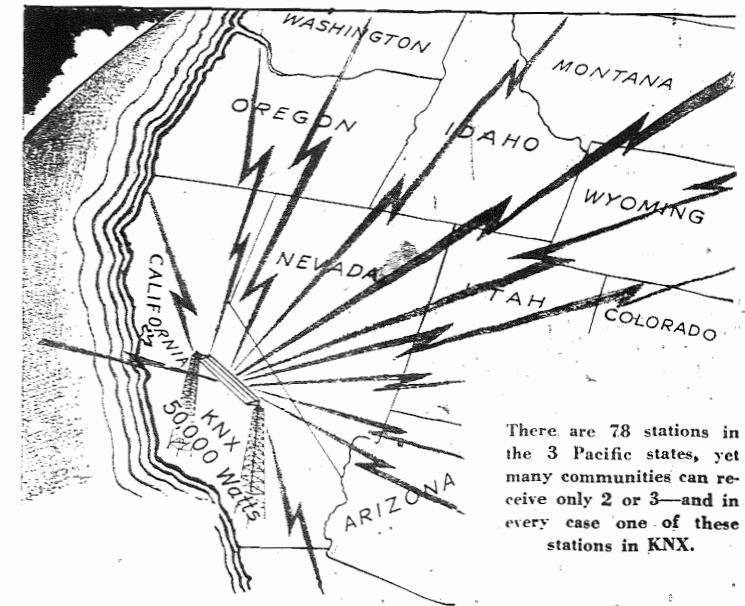 WASHINGTON
MONTANA
OREGON
IDAHO
WYOMING
CALIFORNIA
NEVADA
UTAH
COLORADO
KNX
50,000 Watts
ARIZONA
There are 78 stations in
the 3 Pacific states, yet
many communities can re-
ceive only 2 or 3—and in
every case one of these
stations in KNX.